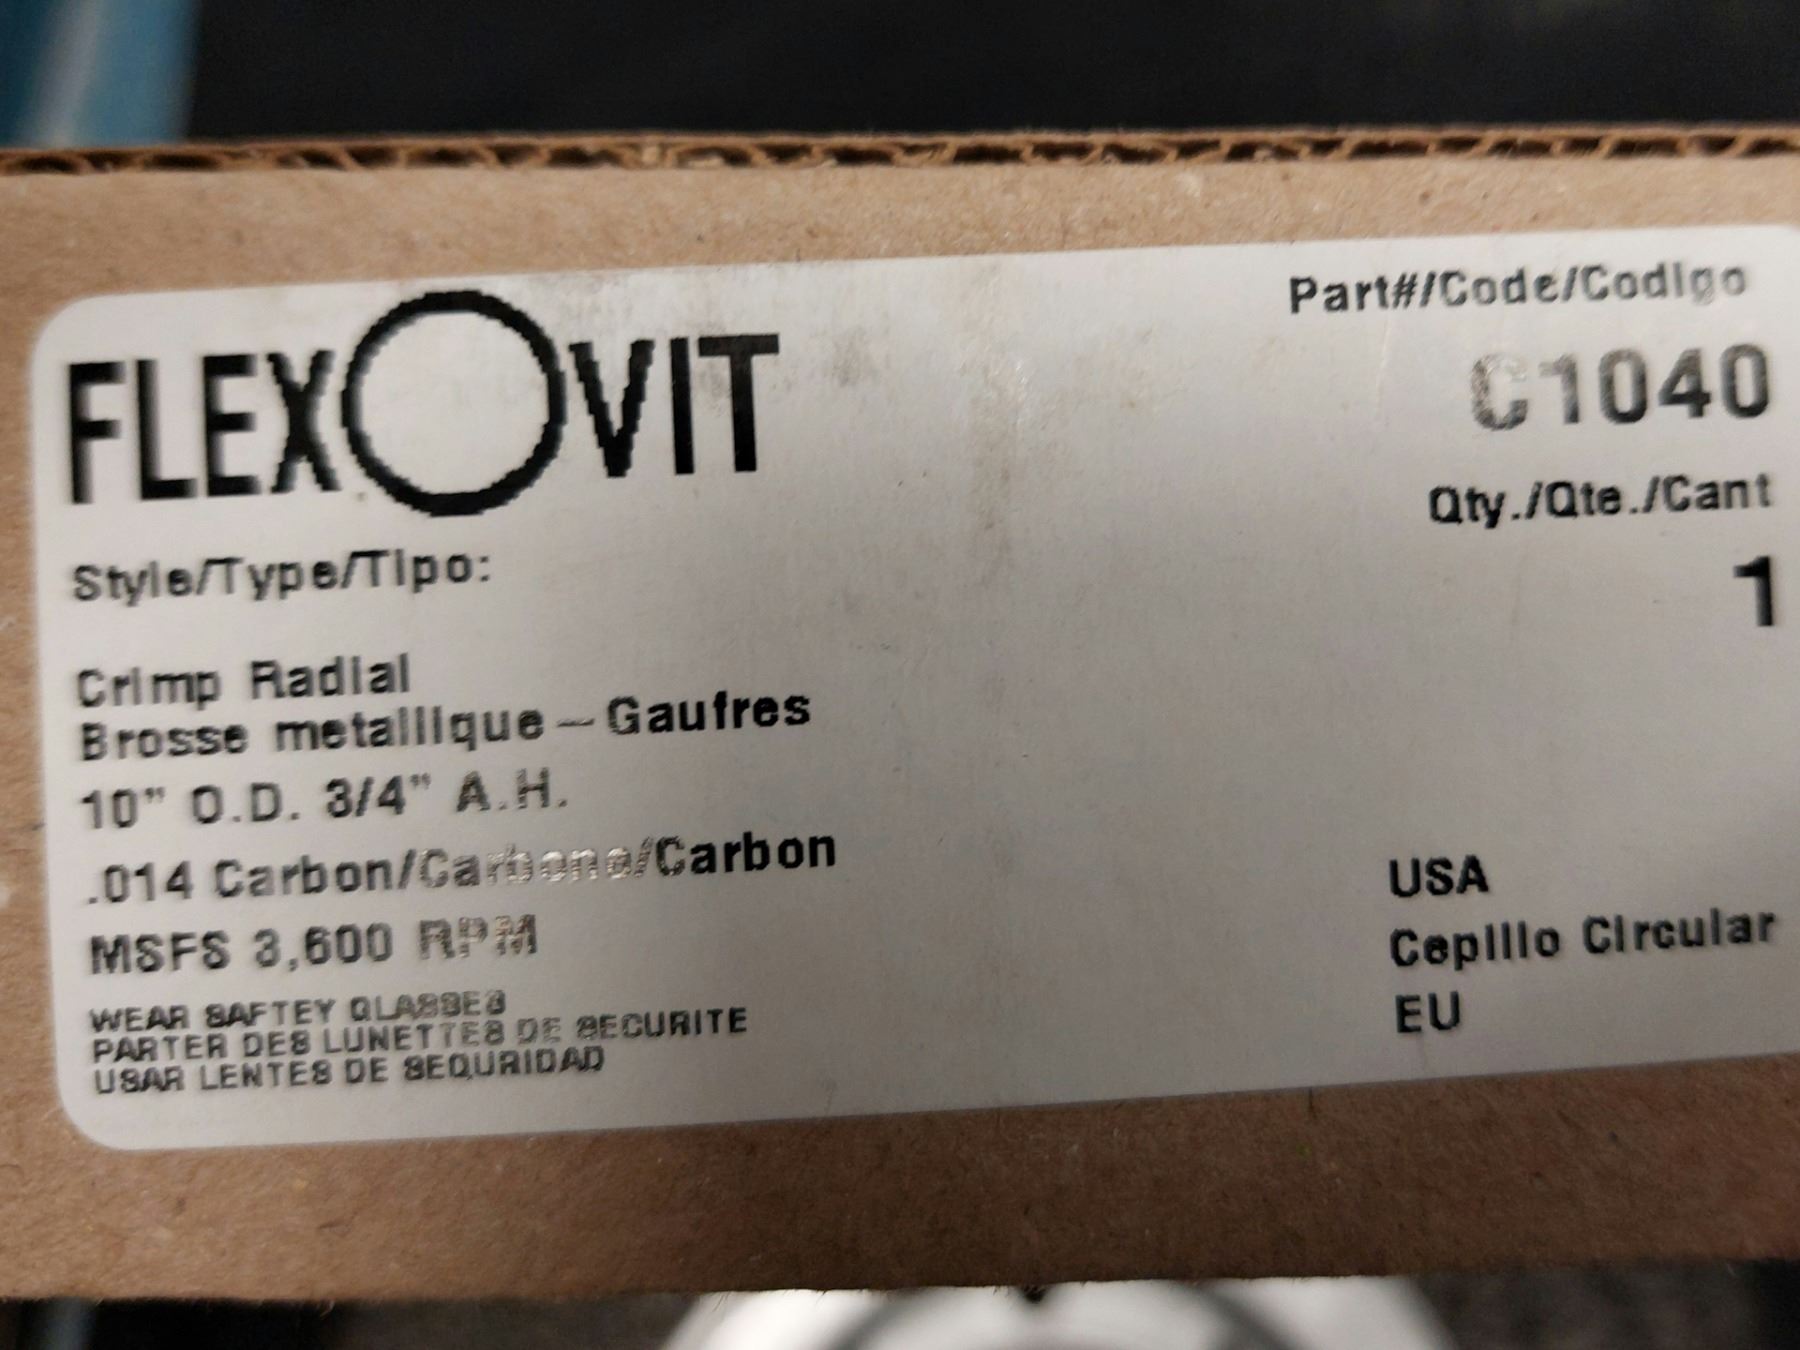 FLEXOVIT
Part#/Code/Codigo
C1040
Qty./Qte./Cant
1
Style/Type/Tipo:
Crimp Radial
Brosse metallique – Gaufres
10" O.D. 3/4" A.H.
.014 Carbon/Carbone/Carbon
MSFS 3,600 RPM
WEAR SAFTEY GLASSES
PARTER DES LUNETTES DE SECURITE
USAR LENTES DE SEQURIDAD
USA
Cepillo Circular
EU